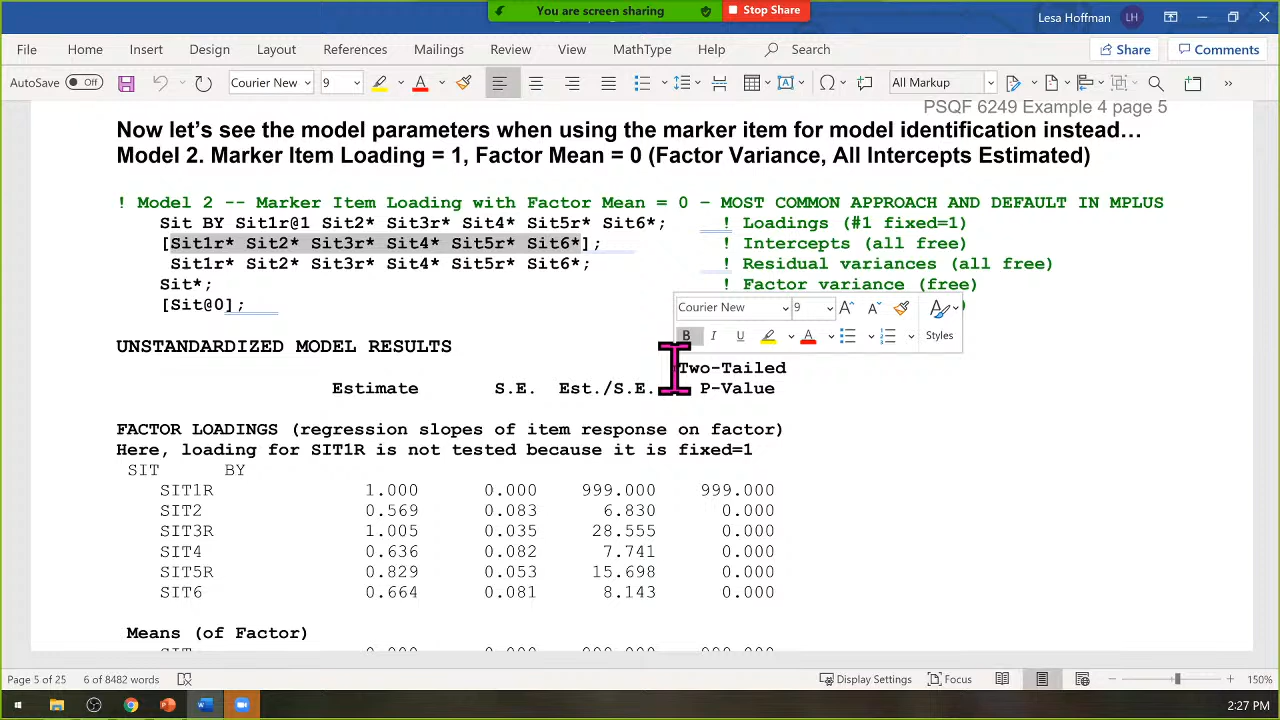 You are screen sharing Stop Share
Lesa Hoffman LH
File Home Insert Design Layout References Mailings Review View MathType Help Search Share Comments
AutoSave Off Courier New 9 All Markup
PSQF 6249 Example 4 page 5
Now let's see the model parameters when using the marker item for model identification instead…
Model 2. Marker Item Loading = 1, Factor Mean = 0 (Factor Variance, All Intercepts Estimated)
! Model 2 -- Marker Item Loading with Factor Mean = 0 – MOST COMMON APPROACH AND DEFAULT IN MPLUS
Sit BY Sit1r@1 Sit2* Sit3r* Sit4* Sit5r* Sit6*; ! Loadings (#1 fixed=1)
[Sit1r* Sit2* Sit3r* Sit4* Sit5r* Sit6*]; ! Intercepts (all free)
Sit1r* Sit2* Sit3r* Sit4* Sit5r* Sit6*; ! Residual variances (all free)
Sit*; ! Factor variance (free)
[Sit@0];
Courier New 9
B I U A Styles
UNSTANDARDIZED MODEL RESULTS
Two-Tailed
Estimate S.E. Est./S.E. P-Value
FACTOR LOADINGS (regression slopes of item response on factor)
Here, loading for SIT1R is not tested because it is fixed=1
SIT BY
SIT1R 1.000 0.000 999.000 999.000
SIT2 0.569 0.083 6.830 0.000
SIT3R 1.005 0.035 28.555 0.000
SIT4 0.636 0.082 7.741 0.000
SIT5R 0.829 0.053 15.698 0.000
SIT6 0.664 0.081 8.143 0.000
Means (of Factor)
Page 5 of 25 6 of 8482 words Display Settings Focus 150%
2:27 PM